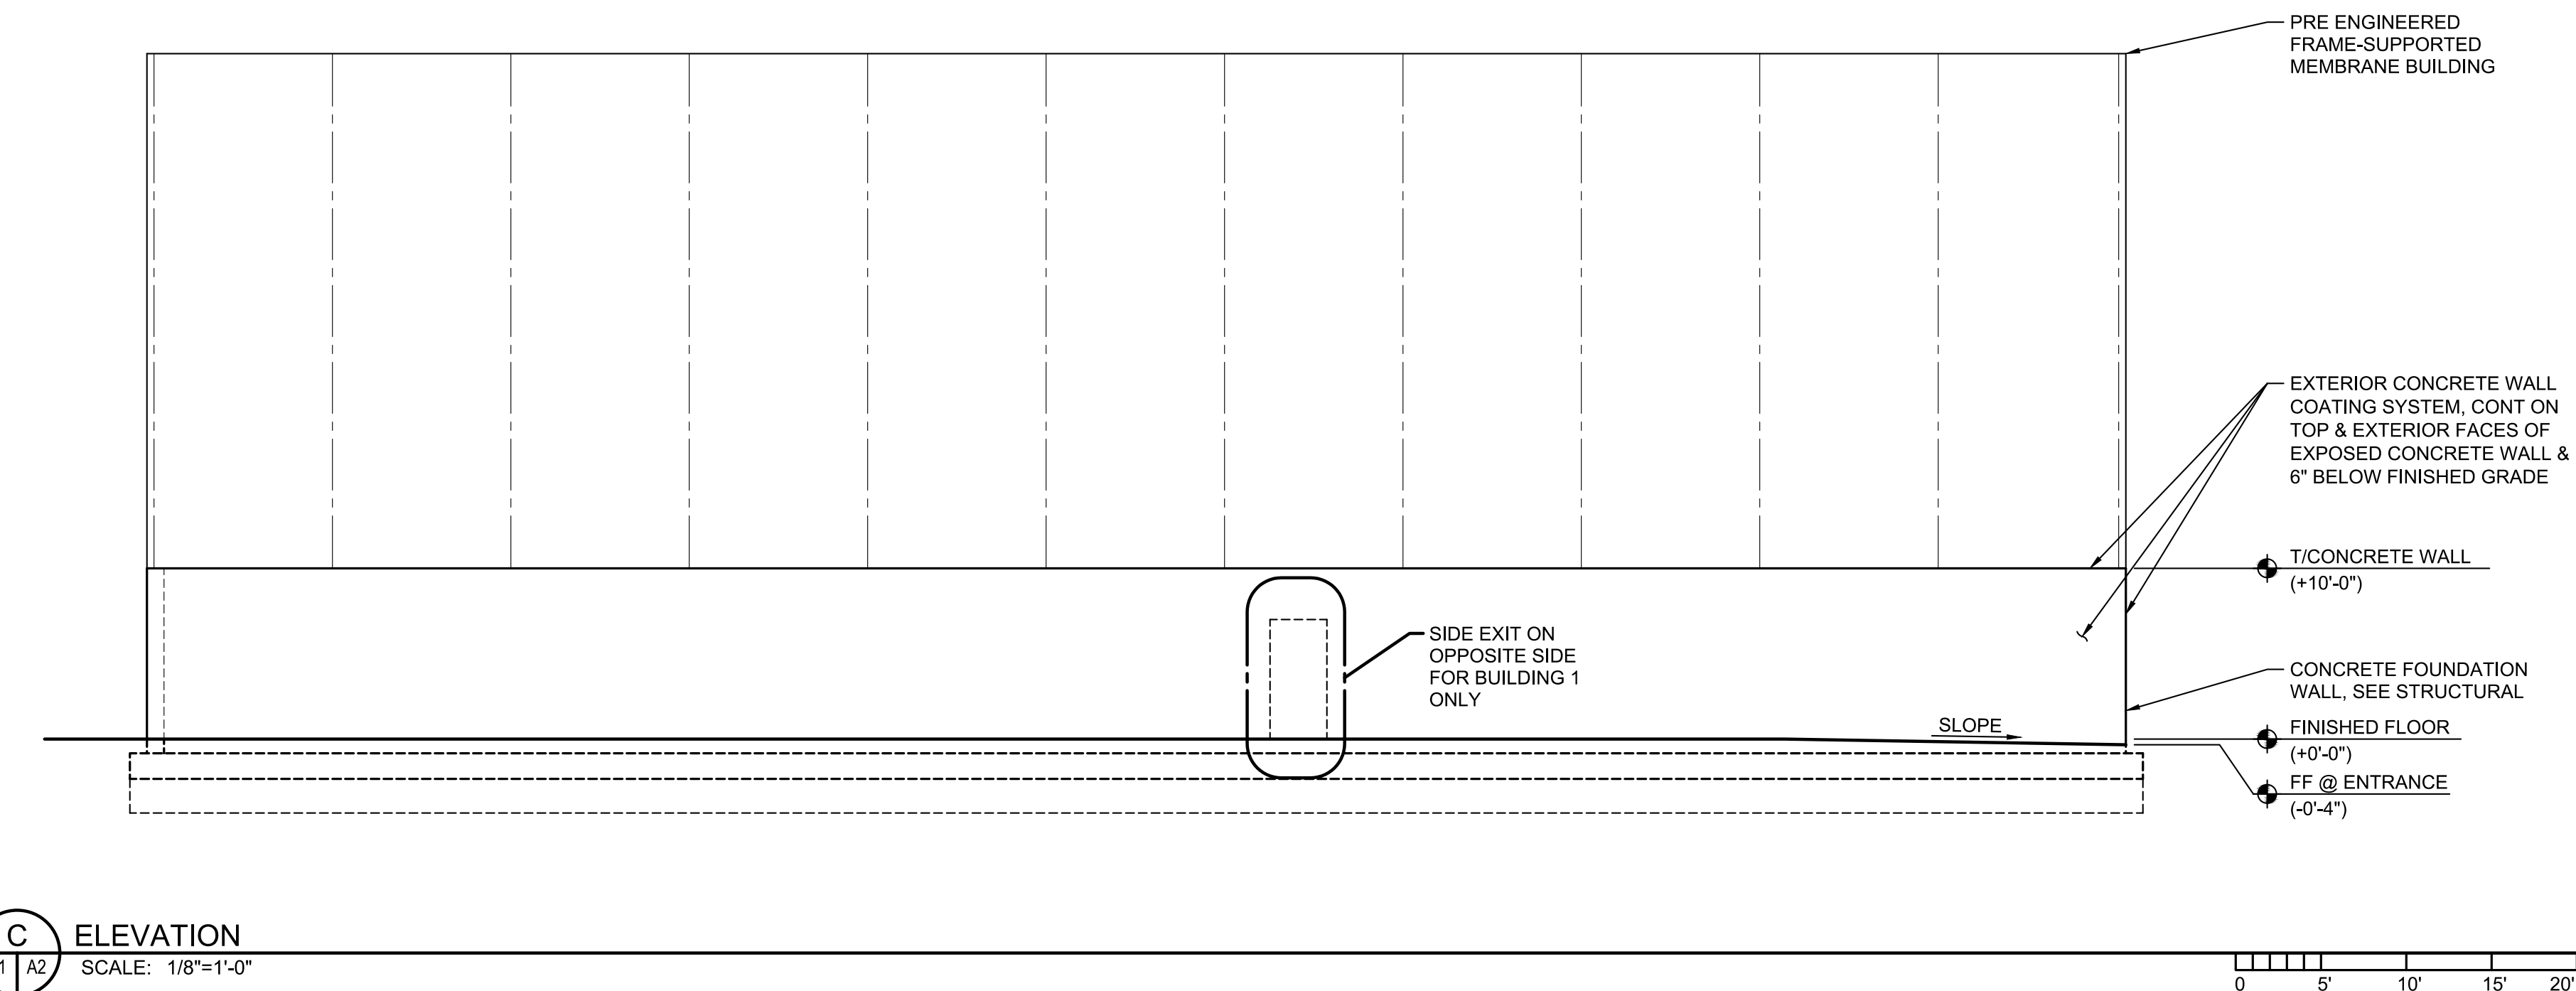 PRE ENGINEERED
FRAME-SUPPORTED
MEMBRANE BUILDING
EXTERIOR CONCRETE WALL
COATING SYSTEM, CONT ON
TOP & EXTERIOR FACES OF
EXPOSED CONCRETE WALL &
6" BELOW FINISHED GRADE
T/CONCRETE WALL
(+10'-0")
SIDE EXIT ON
OPPOSITE SIDE
FOR BUILDING 1
ONLY
CONCRETE FOUNDATION
WALL, SEE STRUCTURAL
SLOPE
FINISHED FLOOR
(+0'-0")
FF @ ENTRANCE
(-0'-4")
C
ELEVATION
1 A2
SCALE: 1/8"=1'-0"
0 5' 10' 15' 20'